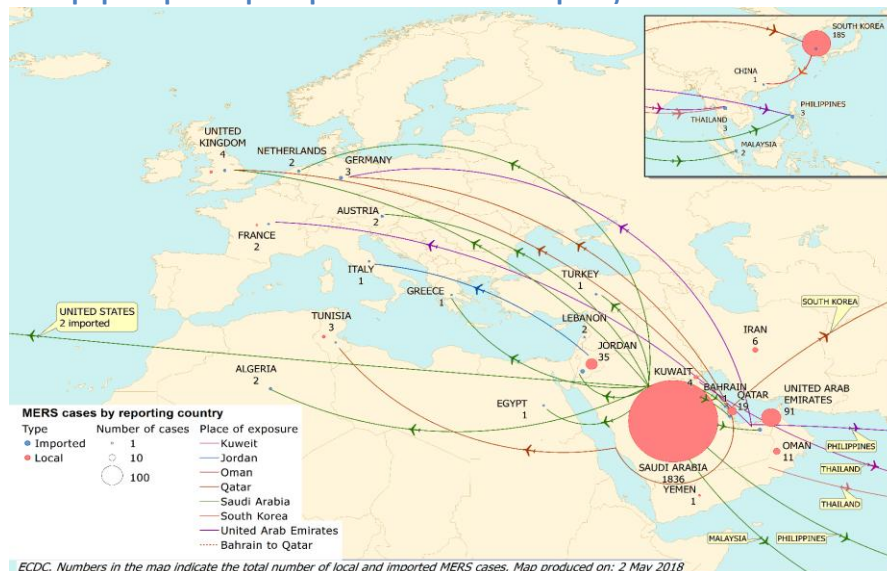 SOUTH KOREA
185
CHINA
1
PHILIPPINES
3
THAILAND
3
MALAYSIA
2
UNITED
KINGDOM
4
NETHERLANDS
2
GERMANY
3
AUSTRIA
2
FRANCE
2
ITALY
1
GREECE
1
TURKEY
1
LEBANON
2
JORDAN
35
UNITED STATES
2 imported
TUNISIA
3
ALGERIA
2
EGYPT
1
SOUTH KOREA
IRAN
6
KUWAIT
4
BAHRAIN
1
QATAR
19
UNITED ARAB
EMIRATES
91
PHILIPPINES
OMAN
11
THAILAND
THAILAND
SAUDI ARABIA
1836
YEMEN
1
MALAYSIA
PHILIPPINES
MERS cases by reporting country
Type
Imported
Local
Number of cases
1
10
100
Place of exposure
Kuweit
Jordan
Oman
Qatar
Saudi Arabia
South Korea
United Arab Emirates
Bahrain to Qatar
ECDC. Numbers in the map indicate the total number of local and imported MERS cases. Map produced on: 2 May 2018